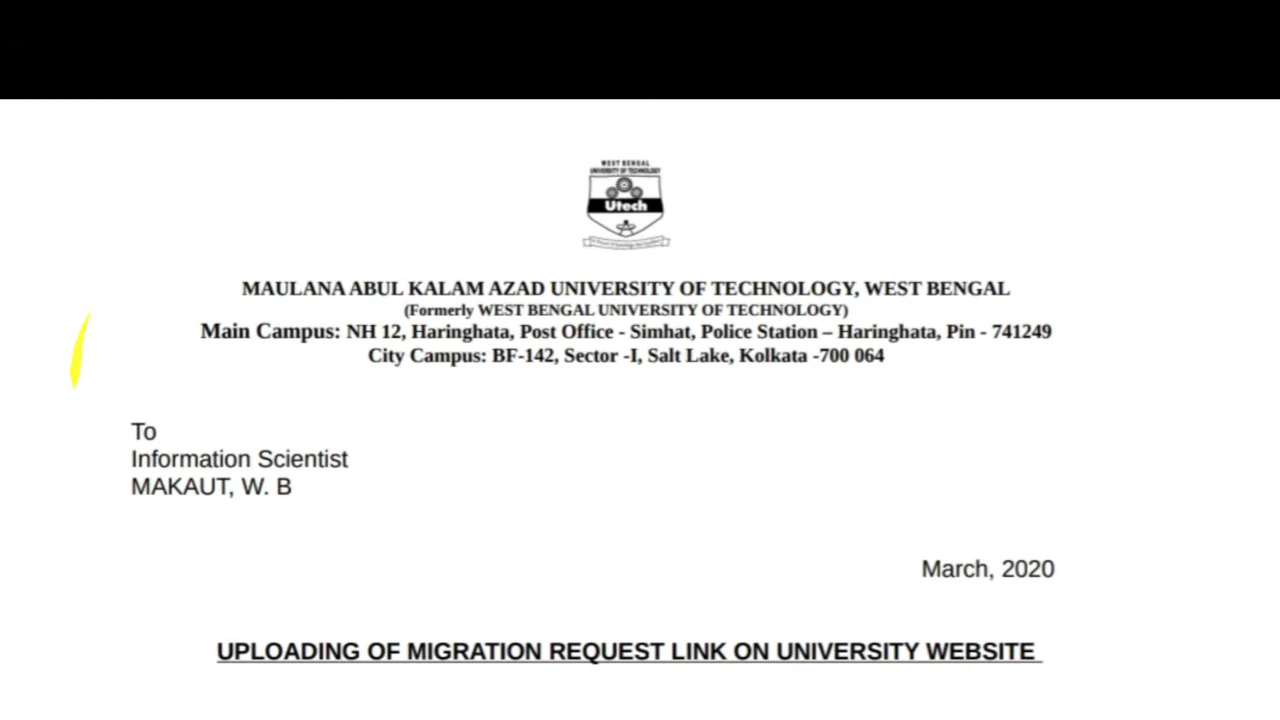 WEST BENGAL
UNIVERSITY OF TECHNOLOGY
Utech
MAULANA ABUL KALAM AZAD UNIVERSITY OF TECHNOLOGY, WEST BENGAL
(Formerly WEST BENGAL UNIVERSITY OF TECHNOLOGY)
Main Campus: NH 12, Haringhata, Post Office - Simhat, Police Station – Haringhata, Pin - 741249
City Campus: BF-142, Sector -I, Salt Lake, Kolkata -700 064
To
Information Scientist
MAKAUT, W. B
March, 2020
UPLOADING OF MIGRATION REQUEST LINK ON UNIVERSITY WEBSITE